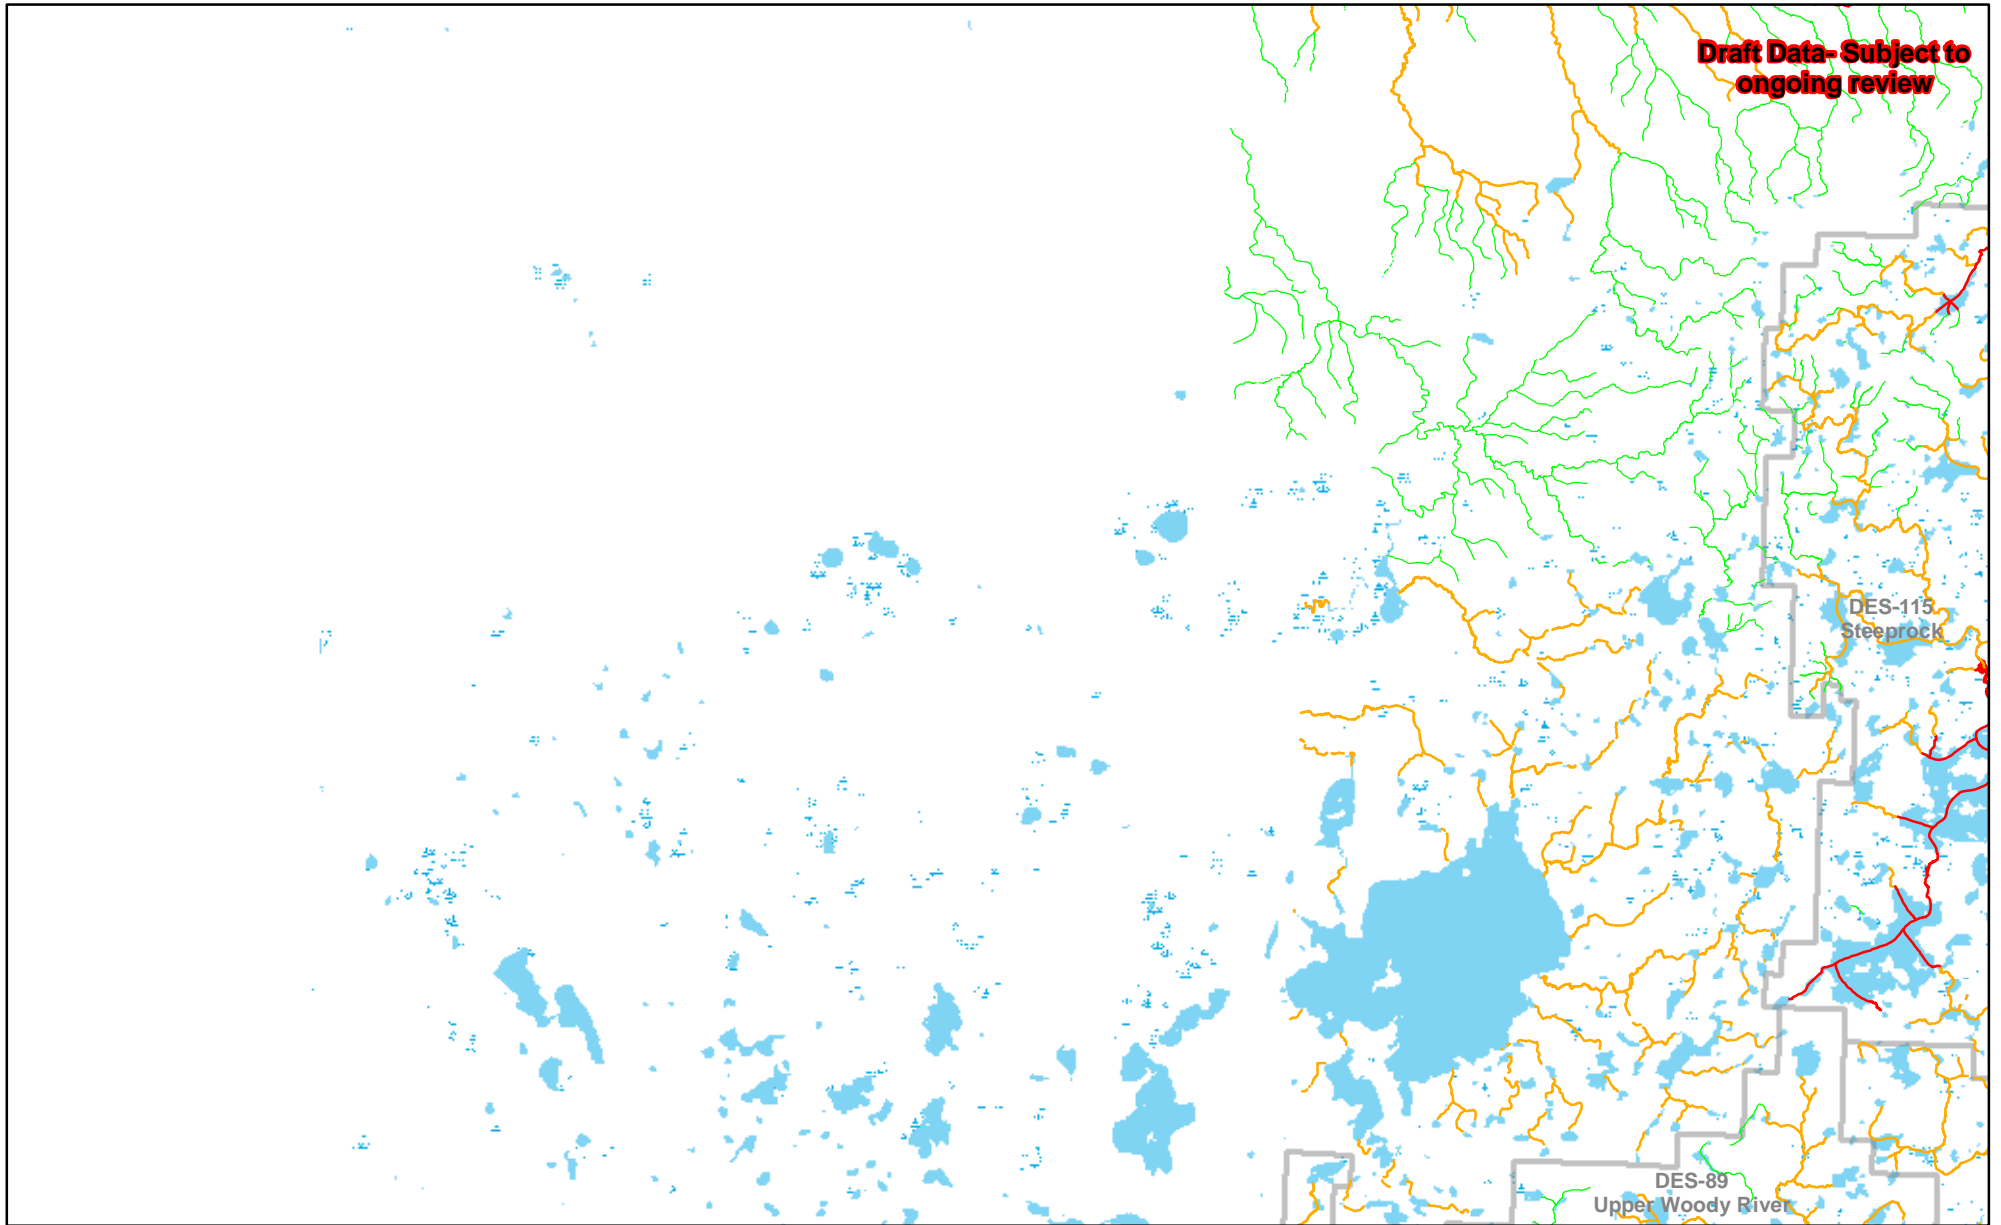 Draft Data- Subject to
ongoing review
DES-115
Steeprock
DES-89
Upper Woody River